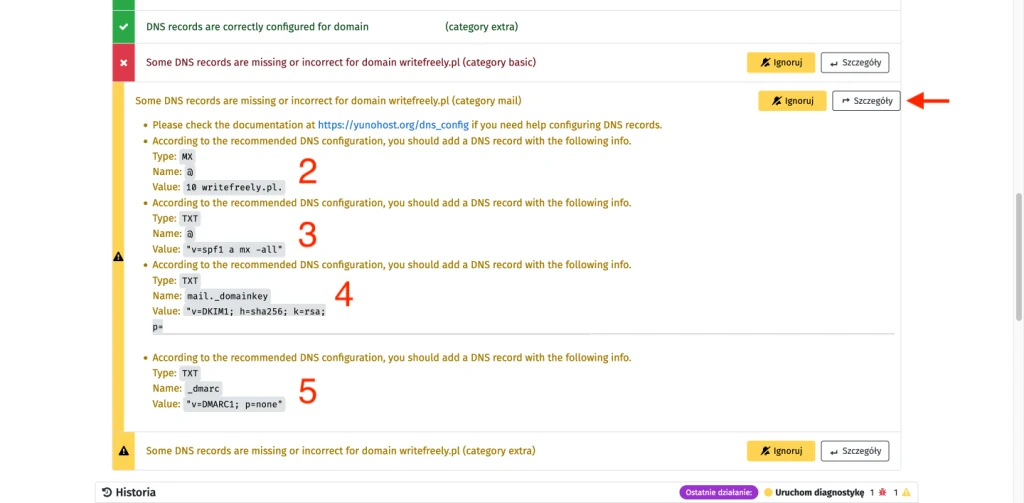 DNS records are correctly configured for domain (category extra)
Some DNS records are missing or incorrect for domain writefreely.pl (category basic) Ignoruj Szczegóły
Some DNS records are missing or incorrect for domain writefreely.pl (category mail) Ignoruj Szczegóły
Please check the documentation at https://yunohost.org/dns_config if you need help configuring DNS records.
According to the recommended DNS configuration, you should add a DNS record with the following info.
Type: MX
Name: @
Value: 10 writefreely.pl.
2
According to the recommended DNS configuration, you should add a DNS record with the following info.
Type: TXT
Name: @
Value: "v=spf1 a mx -all"
3
According to the recommended DNS configuration, you should add a DNS record with the following info.
Type: TXT
Name: mail._domainkey
Value: "v=DKIM1; h=sha256; k=rsa;
p=
4
According to the recommended DNS configuration, you should add a DNS record with the following info.
Type: TXT
Name: _dmarc
Value: "v=DMARC1; p=none"
5
Some DNS records are missing or incorrect for domain writefreely.pl (category extra) Ignoruj Szczegóły
Historia Ostatnie działanie: Uruchom diagnostykę 1 1